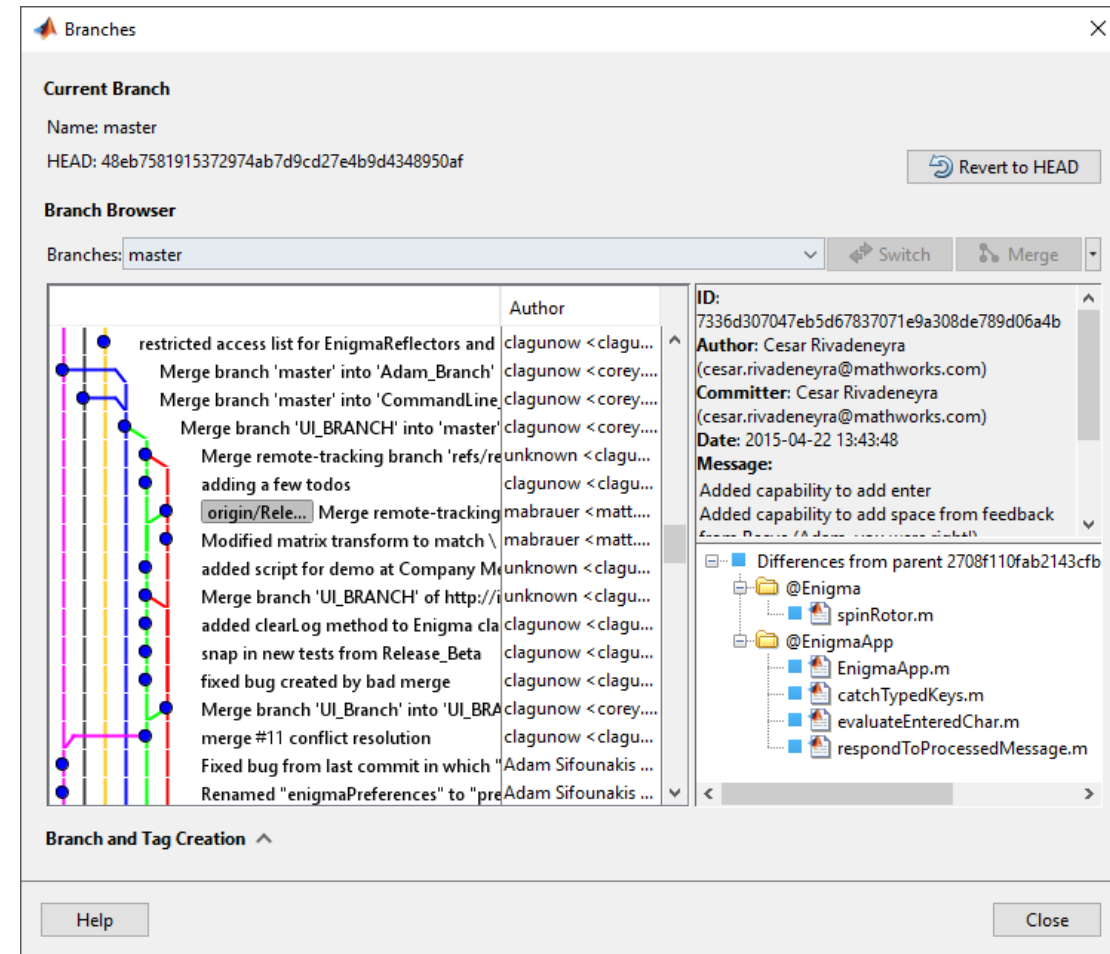 Branches
Current Branch
Name: master
HEAD: 48eb7581915372974ab7d9cd27e4b9d4348950af
Revert to HEAD
Branch Browser
Branches: master
Switch
Merge
Author
restricted access list for EnigmaReflectors and clagunow <clagu...
Merge branch 'master' into 'Adam_Branch' clagunow <corey....
Merge branch 'master' into 'CommandLine_ clagunow <corey....
Merge branch 'UI_BRANCH' into 'master' clagunow <corey....
Merge remote-tracking branch 'refs/re unknown <clagu...
adding a few todos clagunow <clagu...
origin/Rele... Merge remote-tracking mabrauer <matt....
Modified matrix transform to match \ mabrauer <matt....
added script for demo at Company Me unknown <clagu...
Merge branch 'UI_BRANCH' of http://i unknown <clagu...
added clearLog method to Enigma cla clagunow <clagu...
snap in new tests from Release_Beta clagunow <clagu...
fixed bug created by bad merge clagunow <clagu...
Merge branch 'UI_Branch' into 'UI_BRA clagunow <corey....
merge #11 conflict resolution clagunow <clagu...
Fixed bug from last commit in which " Adam Sifounakis ...
Renamed "enigmaPreferences" to "pre Adam Sifounakis ...
ID:
7336d307047eb5d67837071e9a308de789d06a4b
Author: Cesar Rivadeneyra
(cesar.rivadeneyra@mathworks.com)
Committer: Cesar Rivadeneyra
(cesar.rivadeneyra@mathworks.com)
Date: 2015-04-22 13:43:48
Message:
Added capability to add enter
Added capability to add space from feedback
Differences from parent 2708f110fab2143cfb
@Enigma
spinRotor.m
@EnigmaApp
EnigmaApp.m
catchTypedKeys.m
evaluateEnteredChar.m
respondToProcessedMessage.m
Branch and Tag Creation
Help
Close